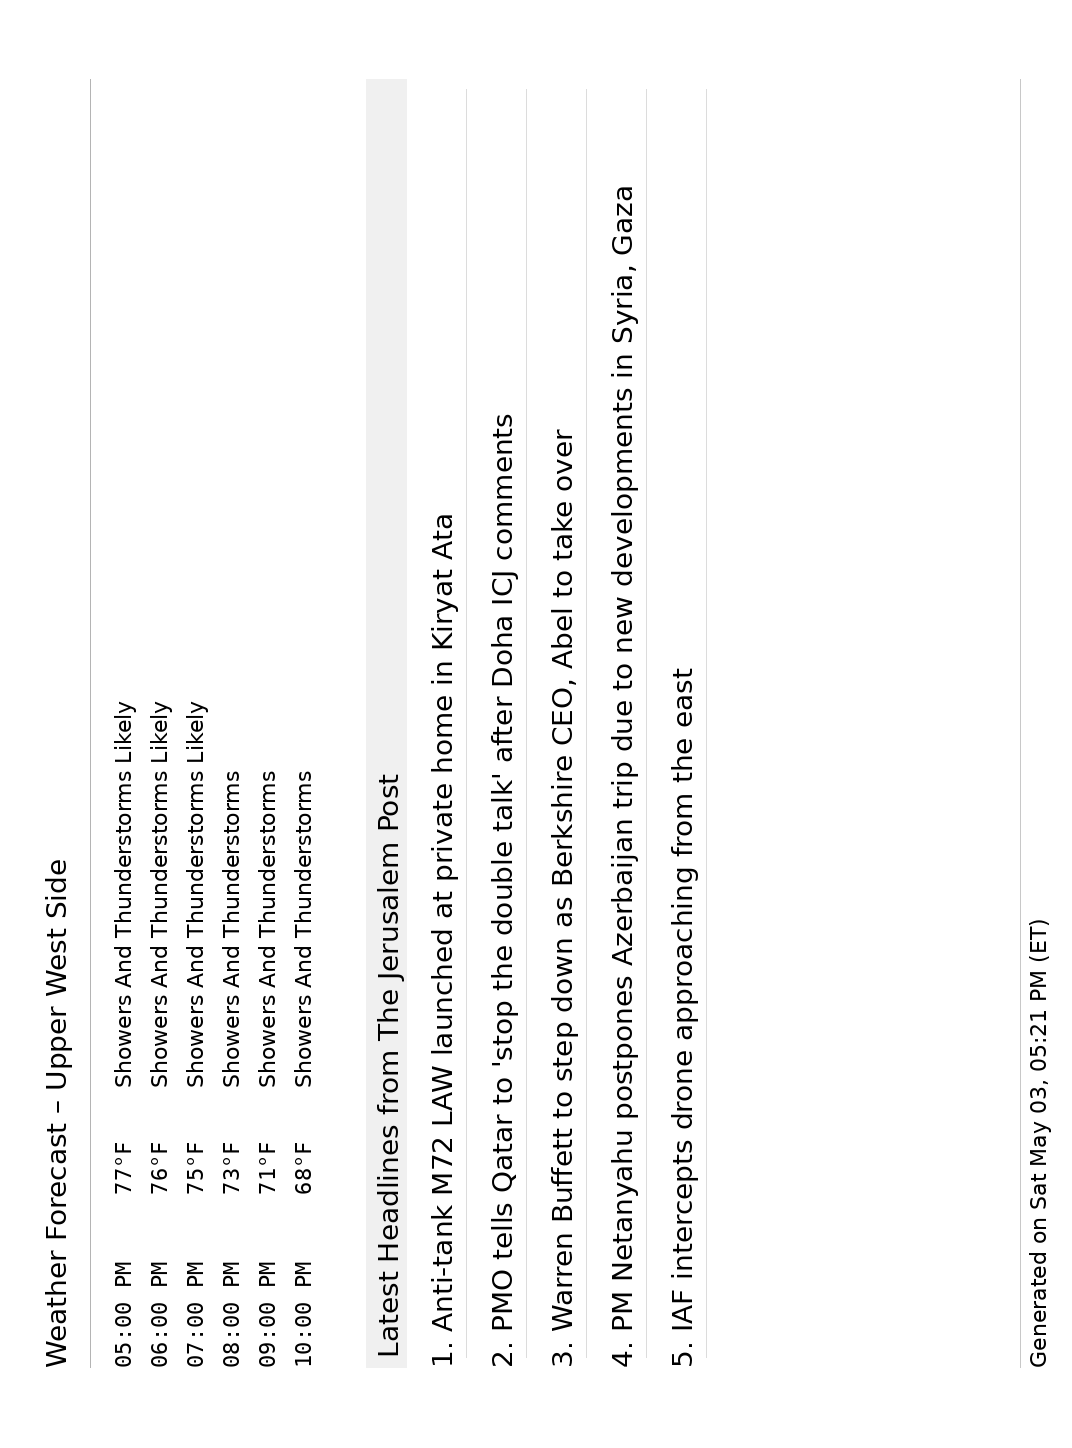 Weather Forecast – Upper West Side
05:00 PM 77°F Showers And Thunderstorms Likely
06:00 PM 76°F Showers And Thunderstorms Likely
07:00 PM 75°F Showers And Thunderstorms Likely
08:00 PM 73°F Showers And Thunderstorms
09:00 PM 71°F Showers And Thunderstorms
10:00 PM 68°F Showers And Thunderstorms
Latest Headlines from The Jerusalem Post
1. Anti-tank M72 LAW launched at private home in Kiryat Ata
2. PMO tells Qatar to 'stop the double talk' after Doha ICJ comments
3. Warren Buffett to step down as Berkshire CEO, Abel to take over
4. PM Netanyahu postpones Azerbaijan trip due to new developments in Syria, Gaza
5. IAF intercepts drone approaching from the east
Generated on Sat May 03, 05:21 PM (ET)